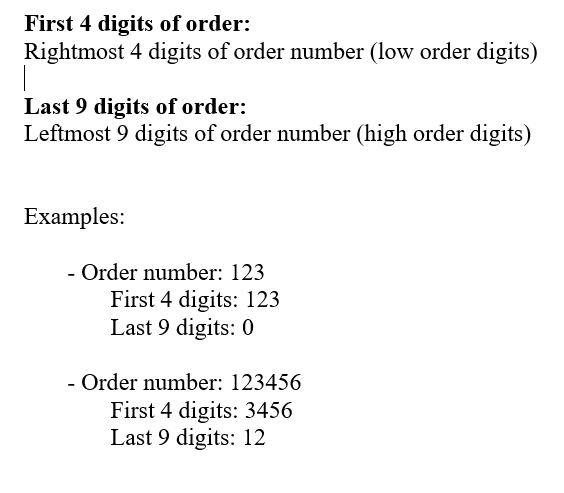 First 4 digits of order:
Rightmost 4 digits of order number (low order digits)
Last 9 digits of order:
Leftmost 9 digits of order number (high order digits)
Examples:
- Order number: 123
First 4 digits: 123
Last 9 digits: 0
- Order number: 123456
First 4 digits: 3456
Last 9 digits: 12